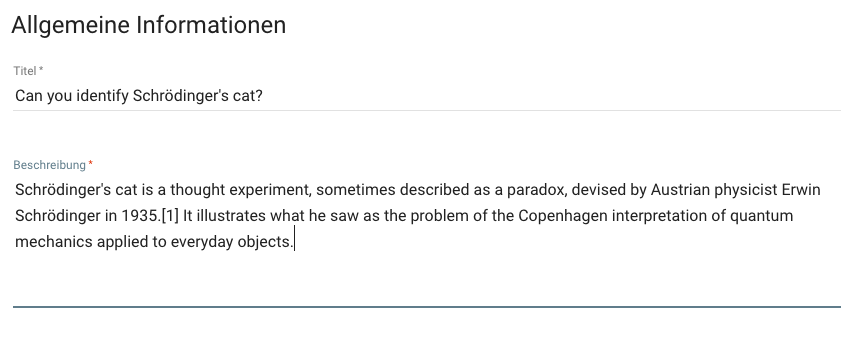 Allgemeine Informationen
Titel *
Can you identify Schrödinger's cat?
Beschreibung *
Schrödinger's cat is a thought experiment, sometimes described as a paradox, devised by Austrian physicist Erwin
Schrödinger in 1935.[1] It illustrates what he saw as the problem of the Copenhagen interpretation of quantum
mechanics applied to everyday objects.